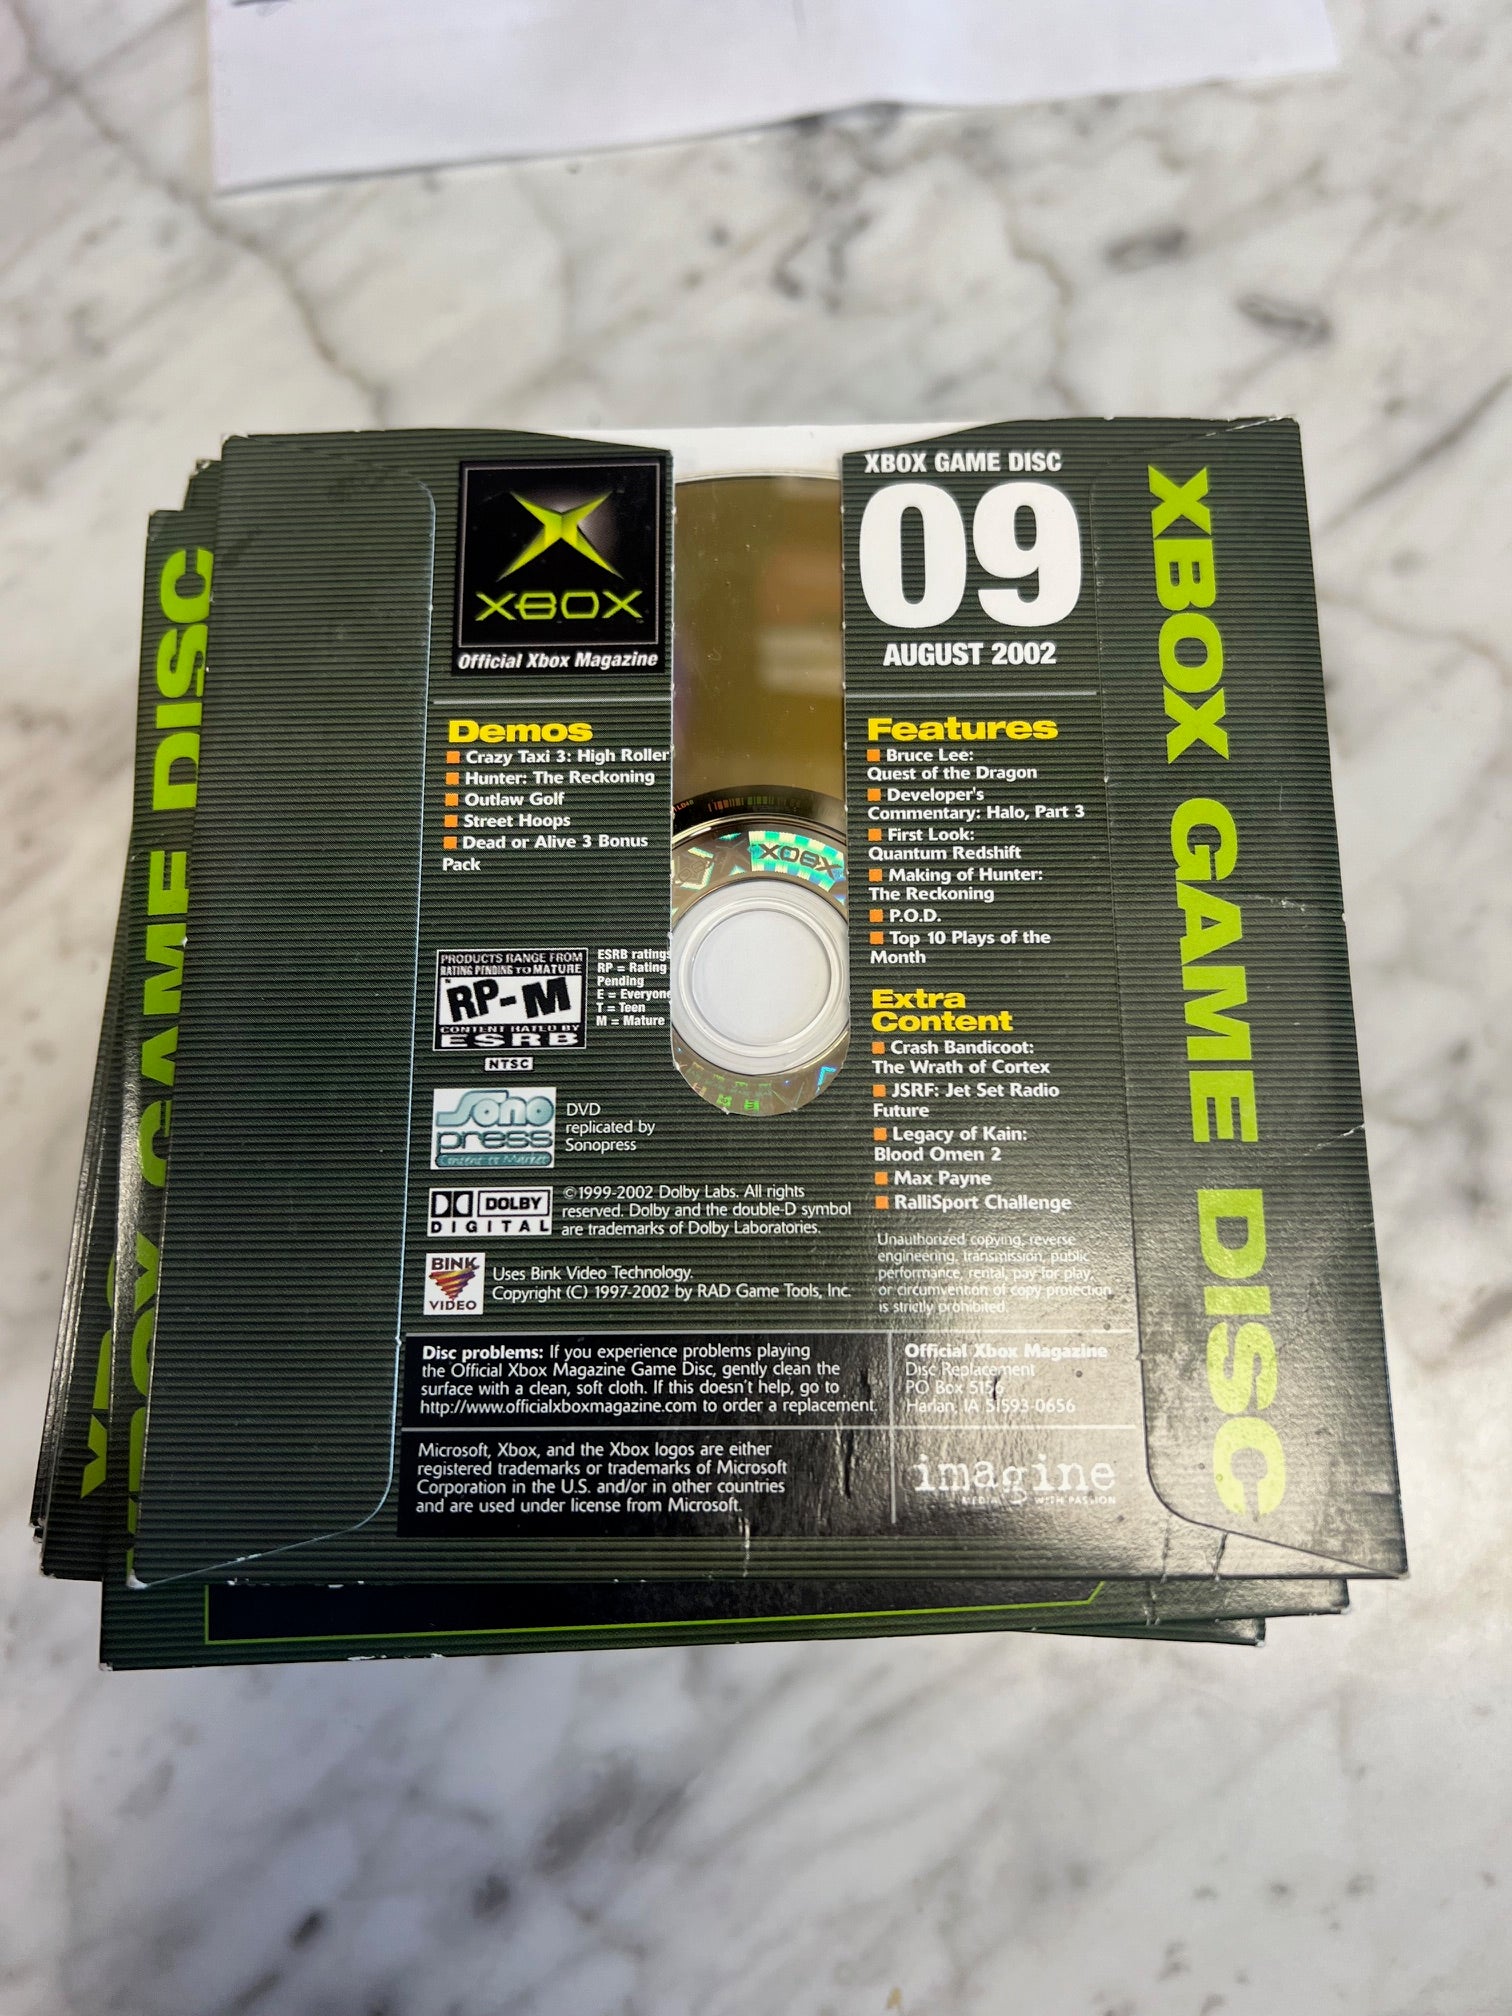 XBOX
Official Xbox Magazine
XBOX GAME DISC
09
AUGUST 2002
Demos
Crazy Taxi 3: High Roller
Hunter: The Reckoning
Outlaw Golf
Street Hoops
Dead or Alive 3 Bonus
Pack
PRODUCTS RANGE FROM
RATING PENDING TO MATURE
RP-M
CONTENT RATED BY
ESRB
ESRB ratings
RP = Rating
Pending
E = Everyone
T = Teen
M = Mature
NTSC
Sono
press
Content to Market
DVD
replicated by
Sonopress
DOLBY
DIGITAL
©1999-2002 Dolby Labs. All rights
reserved. Dolby and the double-D symbol
are trademarks of Dolby Laboratories.
BINK
VIDEO
Uses Bink Video Technology.
Copyright (C) 1997-2002 by RAD Game Tools, Inc.
XBOX
Features
Bruce Lee:
Quest of the Dragon
Developer's
Commentary: Halo, Part 3
First Look:
Quantum Redshift
Making of Hunter:
The Reckoning
P.O.D.
Top 10 Plays of the
Month
Extra
Content
Crash Bandicoot:
The Wrath of Cortex
JSRF: Jet Set Radio
Future
Legacy of Kain:
Blood Omen 2
Max Payne
RalliSport Challenge
Unauthorized copying, reverse
engineering, transmission, public
performance, rental, pay for play,
or circumvention of copy protection
is strictly prohibited.
Disc problems: If you experience problems playing
the Official Xbox Magazine Game Disc, gently clean the
surface with a clean, soft cloth. If this doesn't help, go to
http://www.officialxboxmagazine.com to order a replacement.
Official Xbox Magazine
Disc Replacement
PO Box 5156
Harlan, IA 51593-0656
Microsoft, Xbox, and the Xbox logos are either
registered trademarks or trademarks of Microsoft
Corporation in the U.S. and/or in other countries
and are used under license from Microsoft.
imagine
MEDIA WITH PASSION
XBOX GAME DISC
XBOX GAME DISC